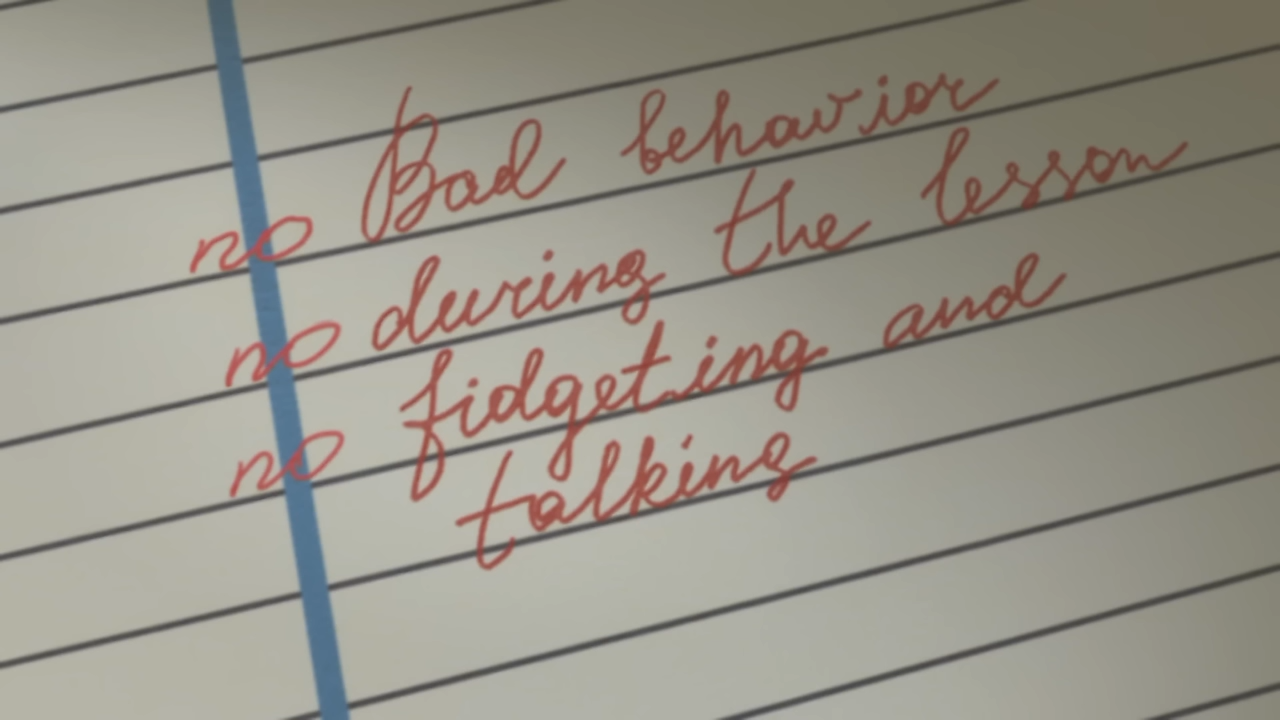 no Bad behavior
no during the lesson
no fidgeting and
talking